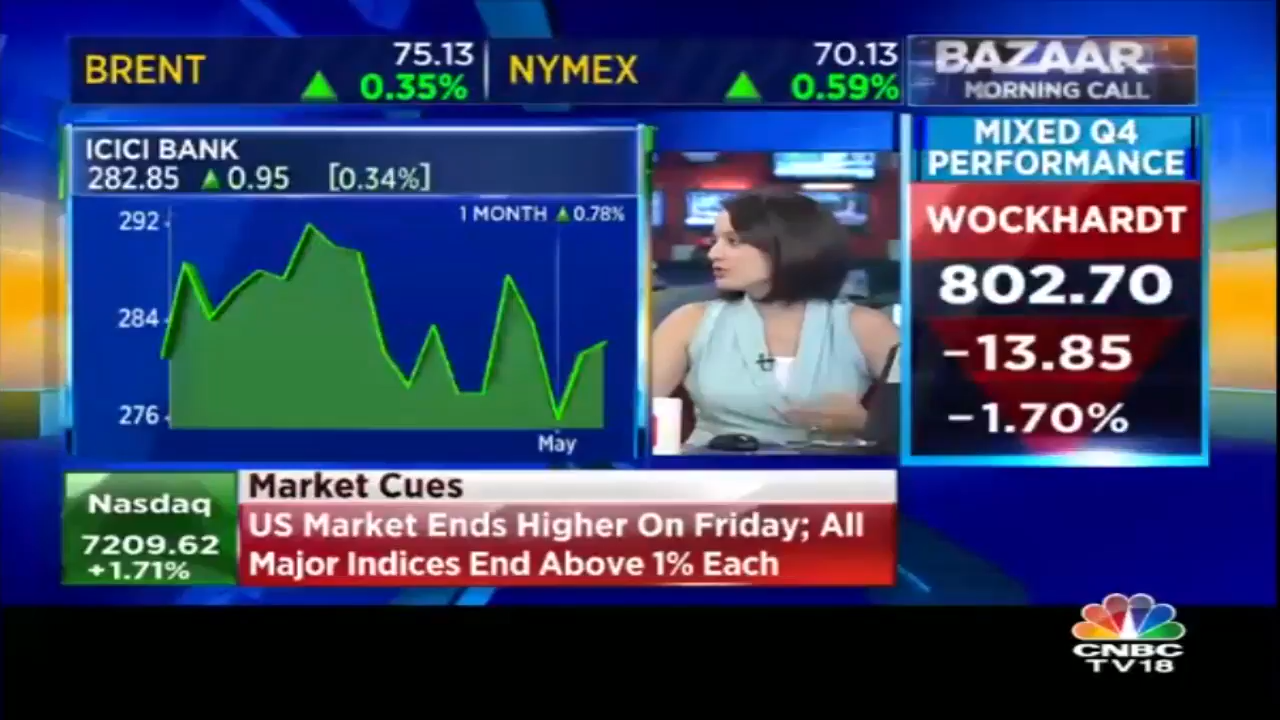 BRENT
75.13
0.35%
NYMEX
70.13
0.59%
BAZAAR
MORNING CALL
ICICI BANK
282.85 ▲ 0.95 [0.34%]
1 MONTH ▲ 0.78%
292
284
276
May
MIXED Q4
PERFORMANCE
WOCKHARDT
802.70
-13.85
-1.70%
Nasdaq
7209.62
+1.71%
Market Cues
US Market Ends Higher On Friday; All
Major Indices End Above 1% Each
CNBC
TV18